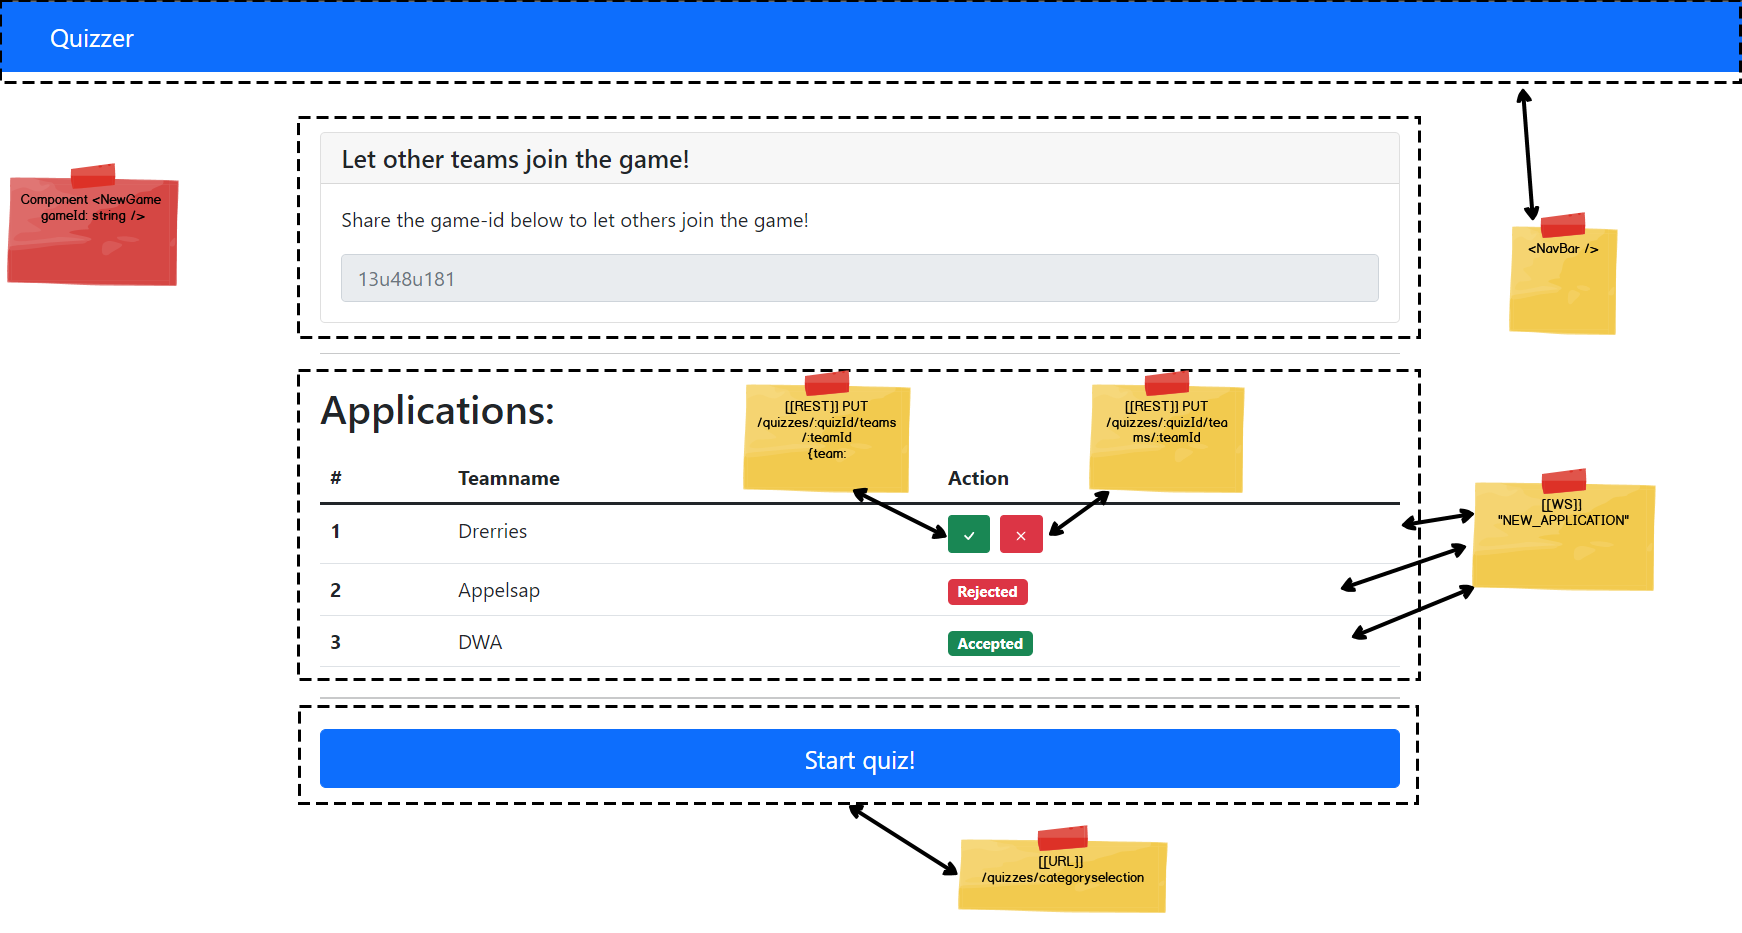 Quizzer
Component <NewGame
gameId: string />
Let other teams join the game!
Share the game-id below to let others join the game!
13u48u181
<NavBar />
Applications:
[[REST]] PUT
/quizzes/:quizId/teams
/:teamId
{team:
[[REST]] PUT
/quizzes/:quizId/tea
ms/:teamId
# Teamname Action
1 Drerries
2 Appelsap Rejected
3 DWA Accepted
[[WS]]
"NEW_APPLICATION"
Start quiz!
[[URL]]
/quizzes/categoryselection